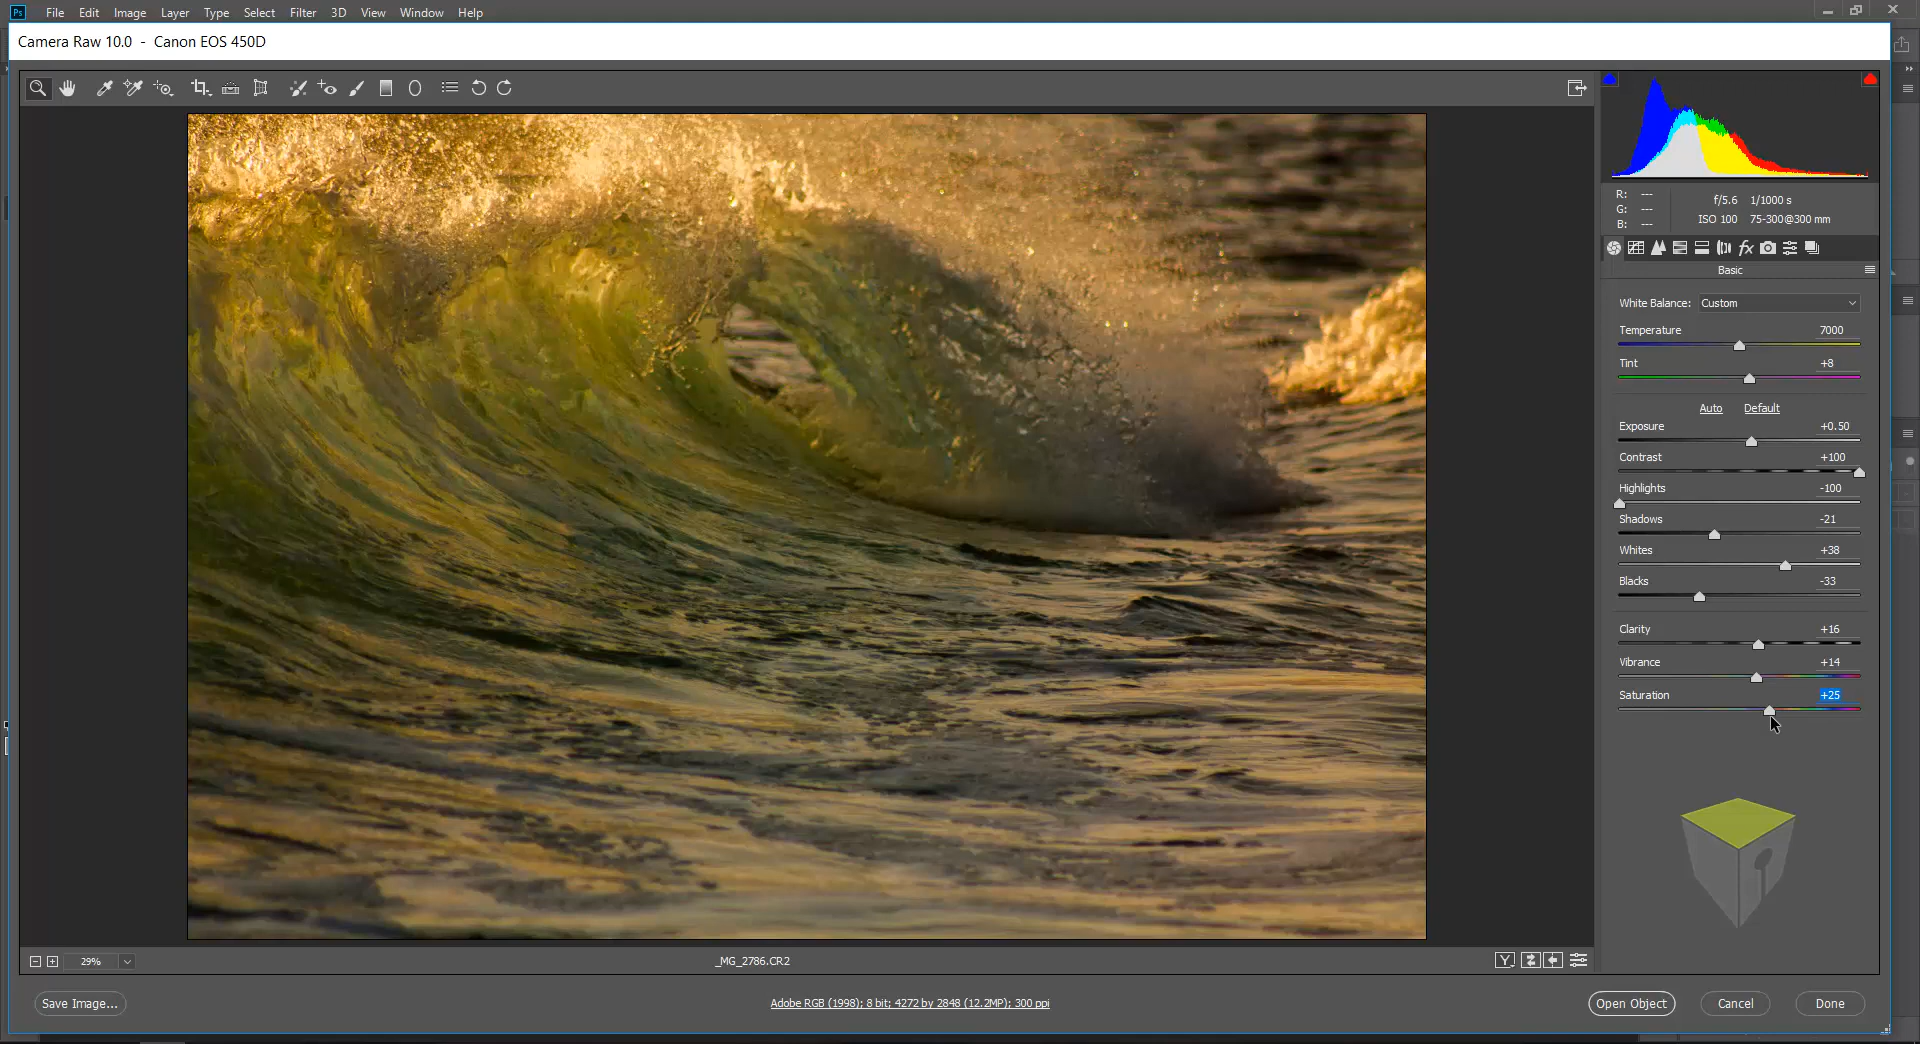 Ps File Edit Image Layer Type Select Filter 3D View Window Help
Camera Raw 10.0 - Canon EOS 450D
R: ---
G: ---
B: ---
f/5.6 1/1000 s
ISO 100 75-300@300 mm
fx
Basic
White Balance: Custom
Temperature 7000
Tint +8
Auto Default
Exposure +0.50
Contrast +100
Highlights -100
Shadows -21
Whites +38
Blacks -33
Clarity +16
Vibrance +14
Saturation +25
29%
_MG_2786.CR2
Y
Save Image...
Adobe RGB (1998); 8 bit; 4272 by 2848 (12.2MP); 300 ppi
Open Object Cancel Done